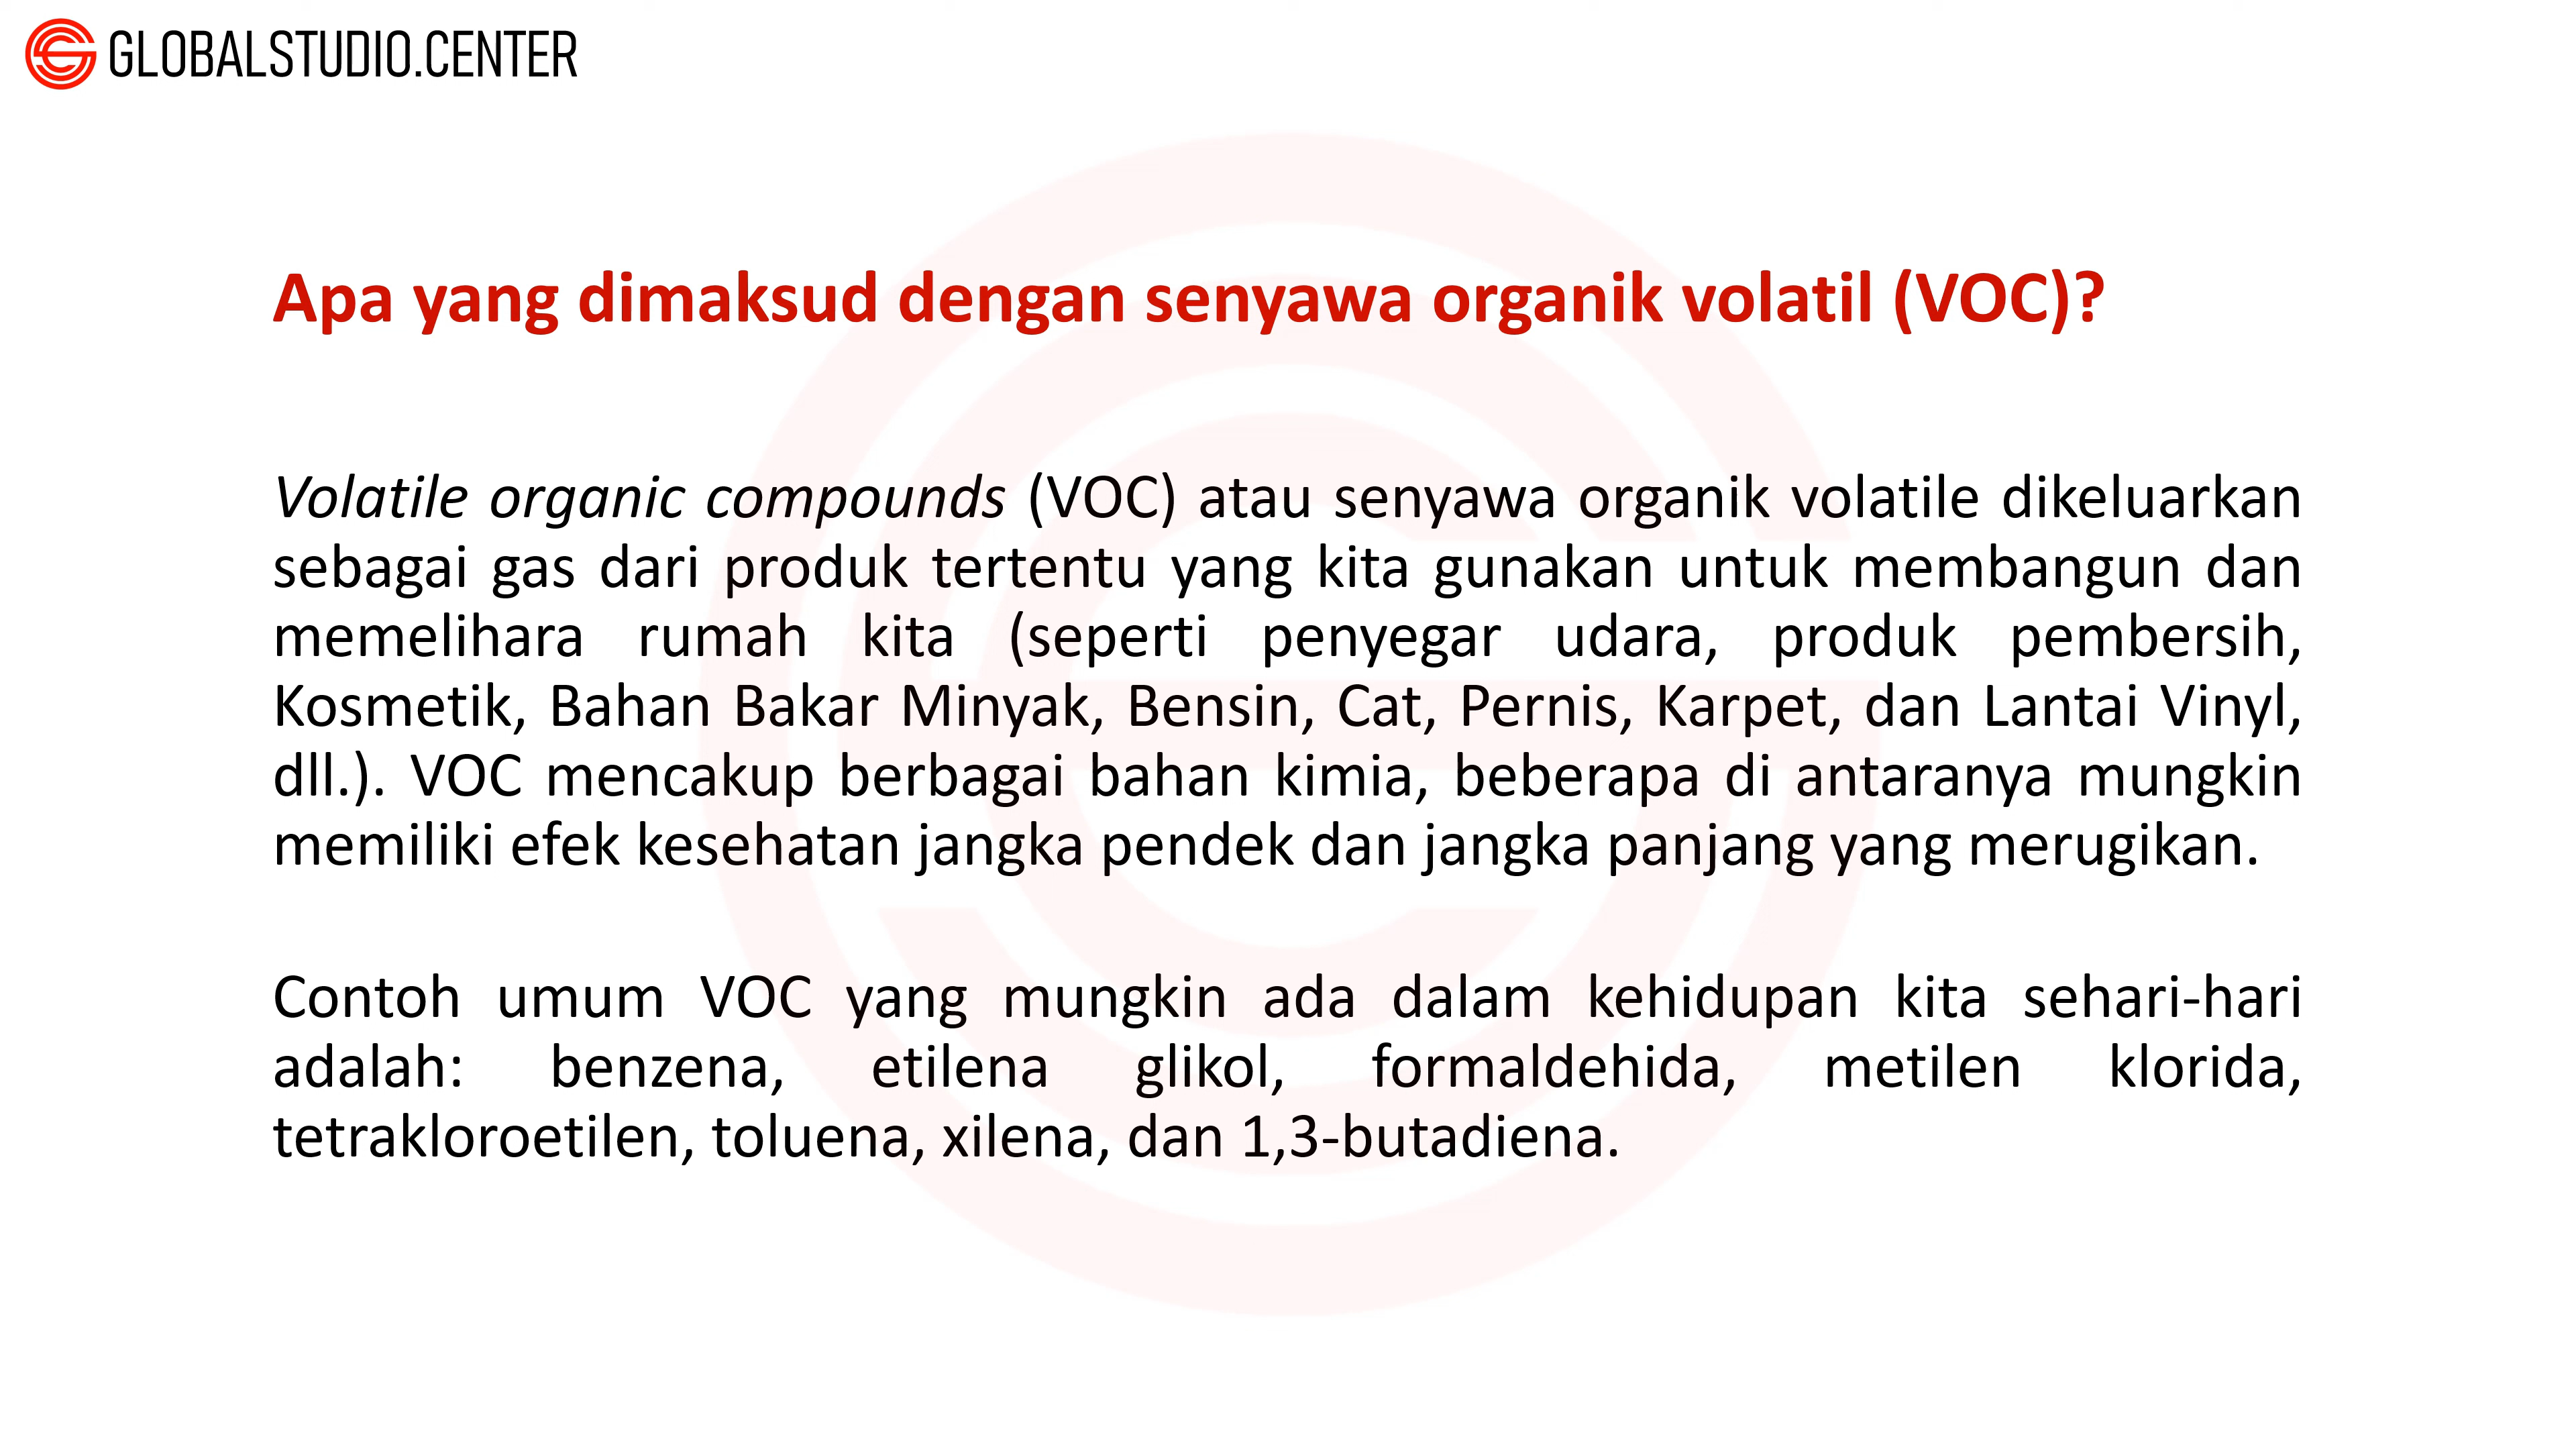 GLOBALSTUDIO.CENTER
Apa yang dimaksud dengan senyawa organik volatil (VOC)?
Volatile organic compounds (VOC) atau senyawa organik volatile dikeluarkan
sebagai gas dari produk tertentu yang kita gunakan untuk membangun dan
memelihara rumah kita (seperti penyegar udara, produk pembersih,
Kosmetik, Bahan Bakar Minyak, Bensin, Cat, Pernis, Karpet, dan Lantai Vinyl,
dll.). VOC mencakup berbagai bahan kimia, beberapa di antaranya mungkin
memiliki efek kesehatan jangka pendek dan jangka panjang yang merugikan.
Contoh umum VOC yang mungkin ada dalam kehidupan kita sehari-hari
adalah: benzena, etilena glikol, formaldehida, metilen klorida,
tetrakloroetilen, toluena, xilena, dan 1,3-butadiena.